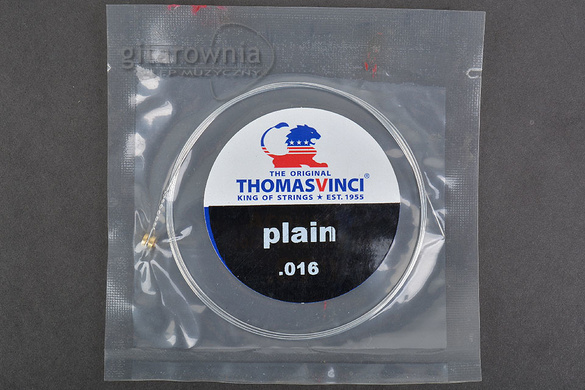 gitarownia
SKLEP MUZYCZNY
THE ORIGINAL
THOMASVINCI®
KING OF STRINGS ★ EST. 1955
plain
.016